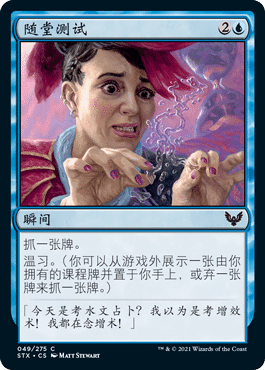 随堂测试 2
瞬间
抓一张牌。
温习。（你可以从游戏外展示一张由你
拥有的课程牌并置于你手上，或弃一张
牌来抓一张牌。）
「今天是考水文占卜？我以为是考增效
术！我都在念增术！」
049/275 C
STX • CS MATT STEWART
™ & © 2021 Wizards of the Coast